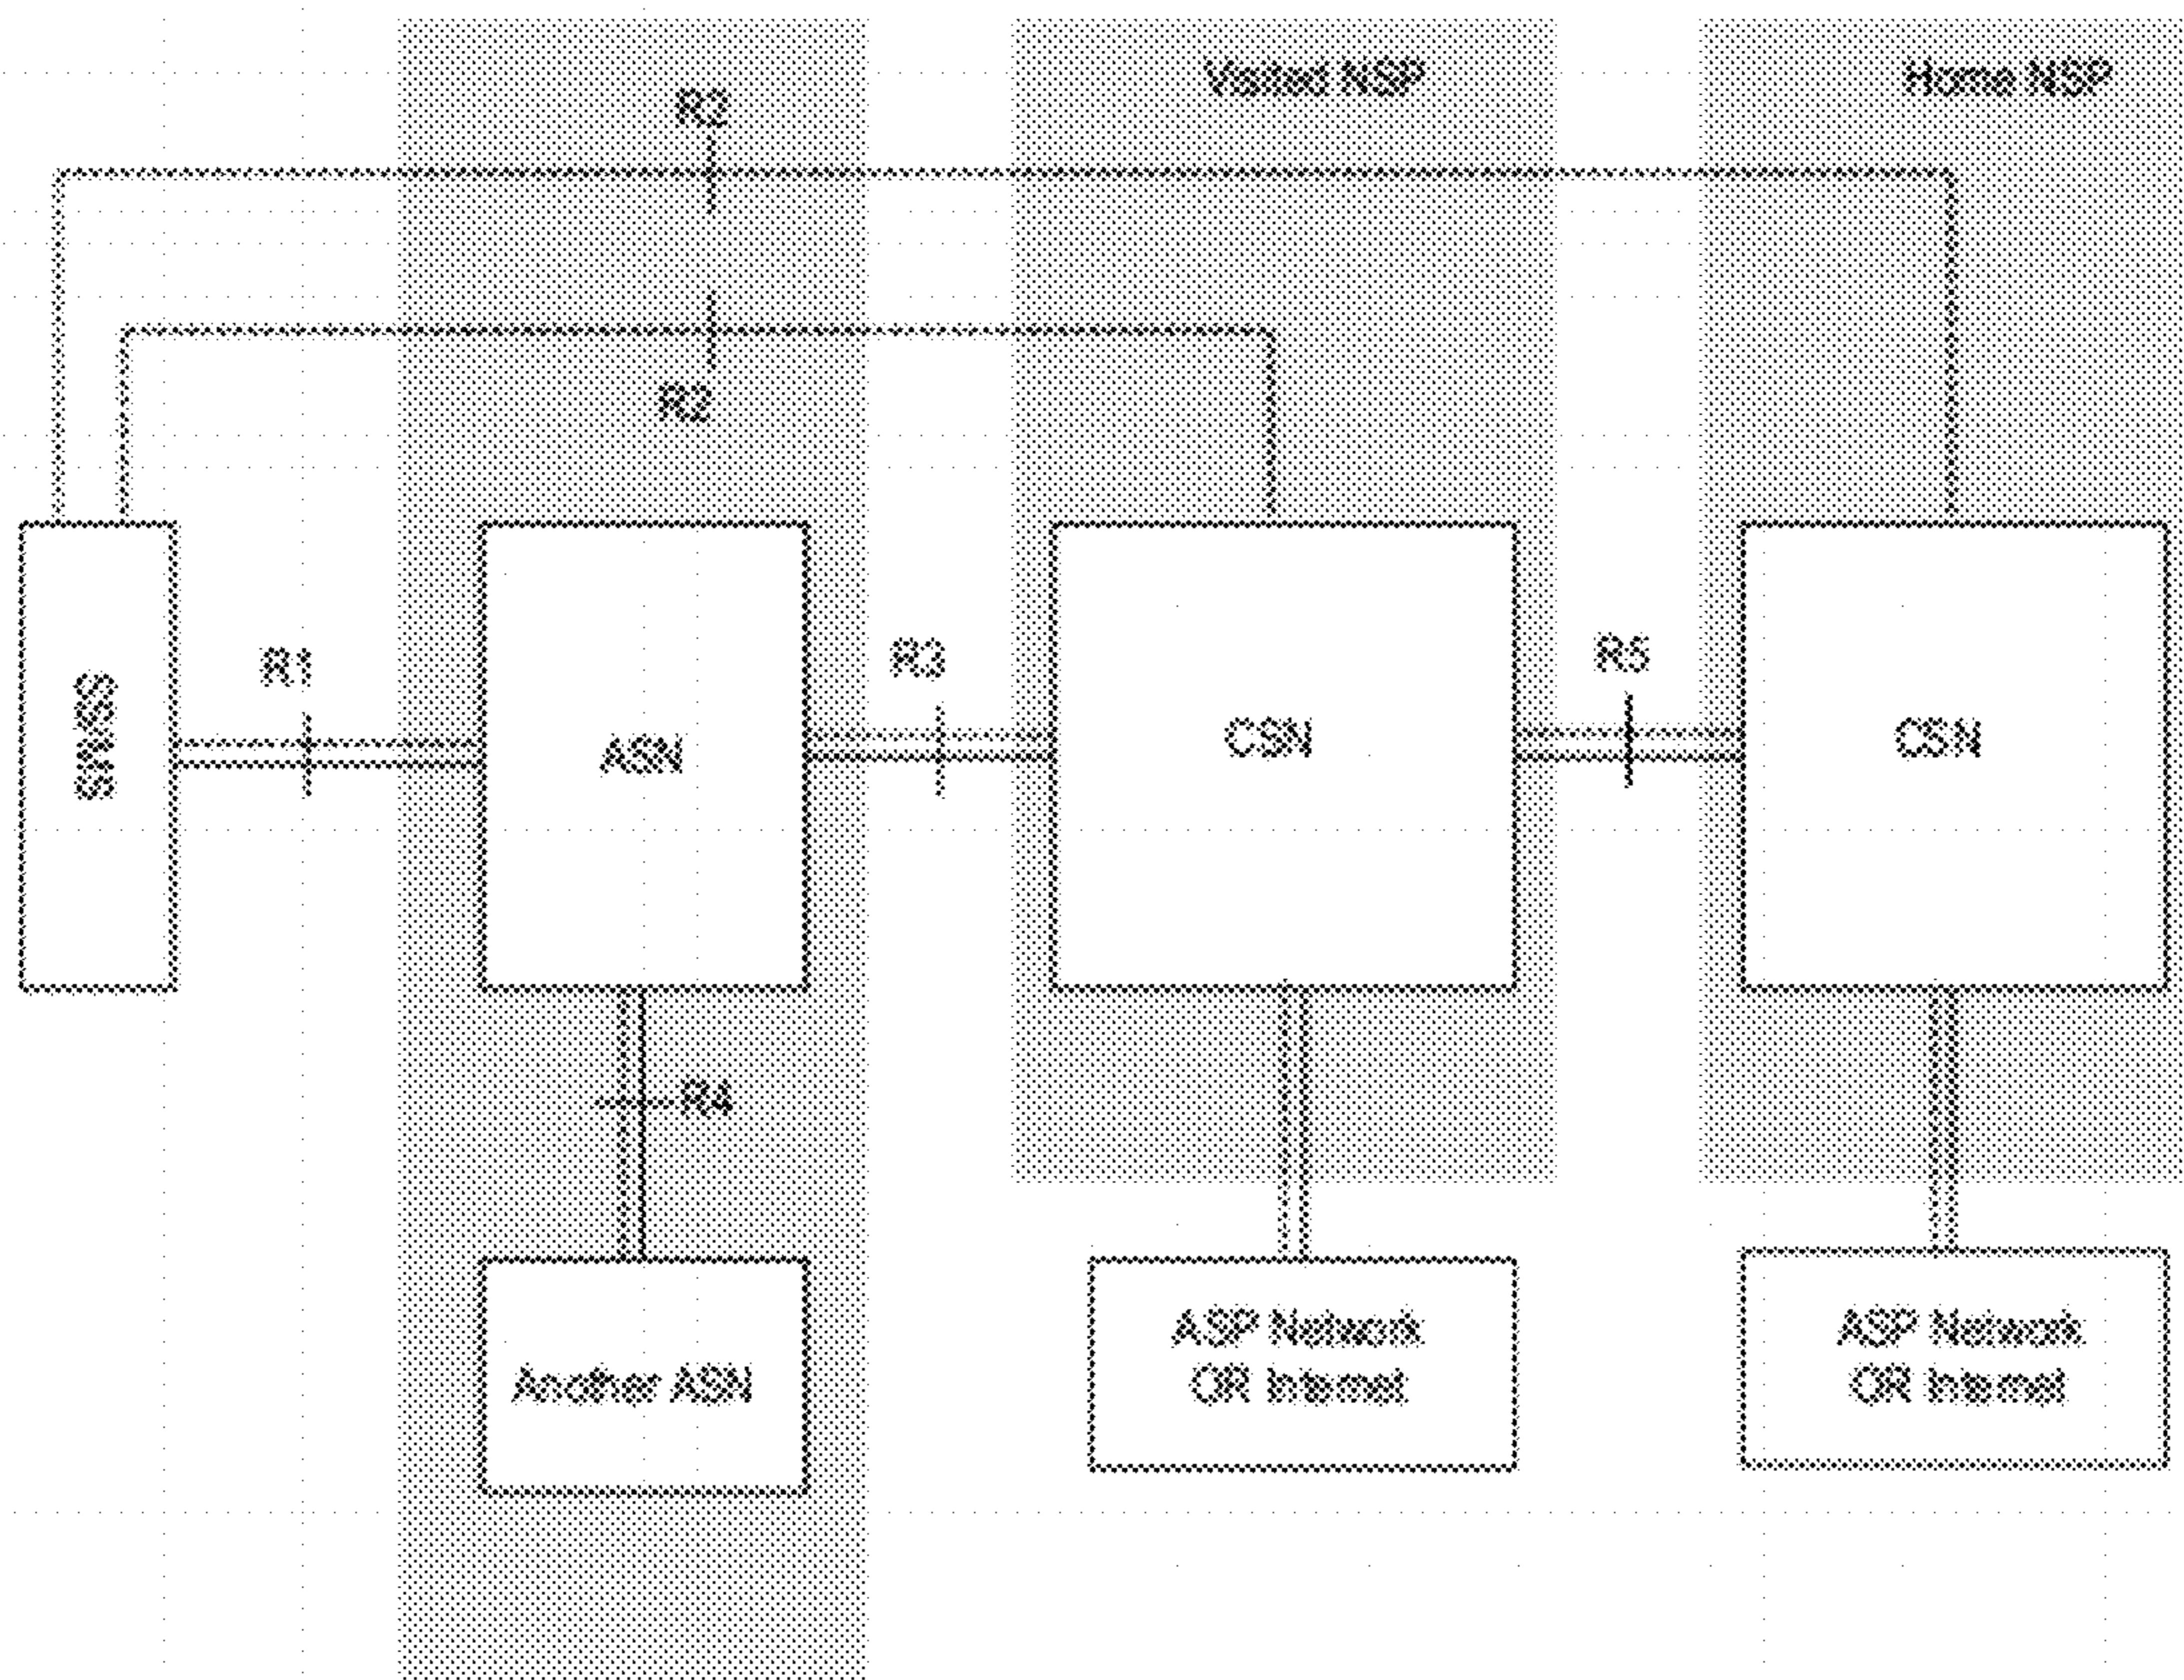 Visited NSP
Home NSP
R2
R2
R1
R3
R5
SS/MSS
ASN
CSN
CSN
R4
Another ASN
ASP Network
OR Internet
ASP Network
OR Internet